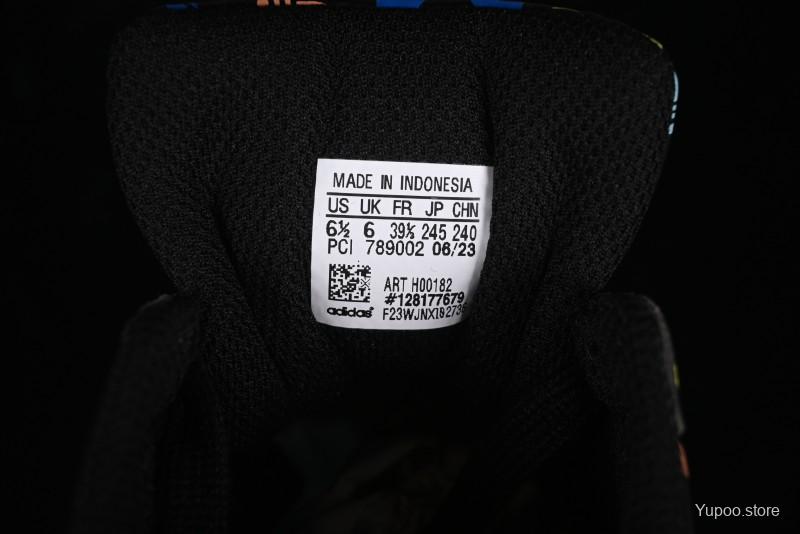 MADE IN INDONESIA
US UK FR JP CHN
6½ 6 39⅓ 245 240
PCI 789002 06/23
ART H00182
#128177679
adidas
Yupoo.store